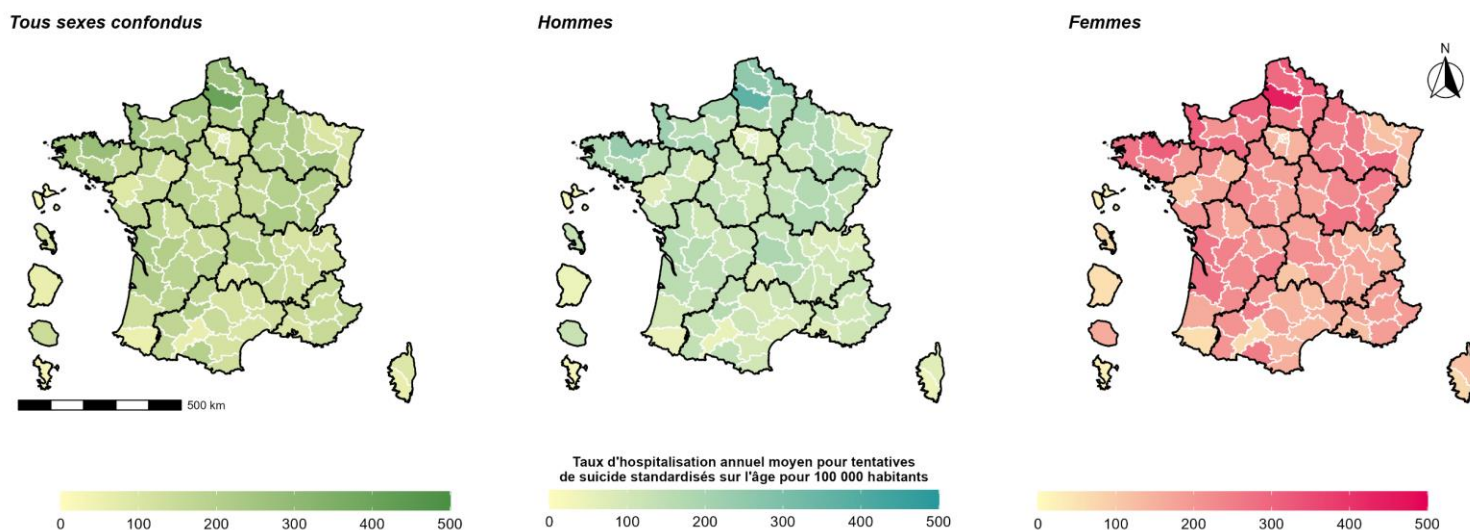 Tous sexes confondus
Hommes
Femmes
N
500 km
Taux d'hospitalisation annuel moyen pour tentatives
de suicide standardisés sur l'âge pour 100 000 habitants
0 100 200 300 400 500
0 100 200 300 400 500
0 100 200 300 400 500